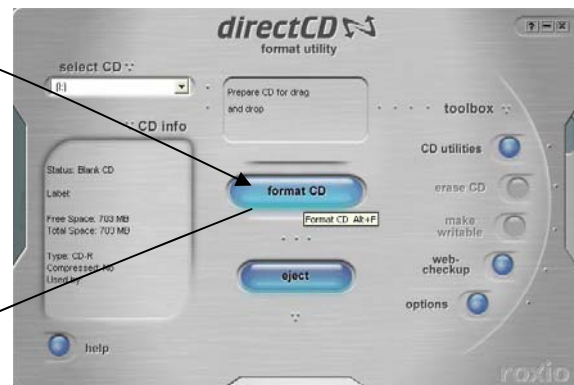 directCD
format utility
select CD
(I:)
Prepare CD for drag
and drop
toolbox
CD info
CD utilities
Status: Blank CD
Label:
format CD
erase CD
Free Space: 703 MB
Total Space: 703 MB
Format CD Alt+F
make
writable
Type: CD-R
Compressed: No
Used by:
eject
web-
checkup
options
help
roxio